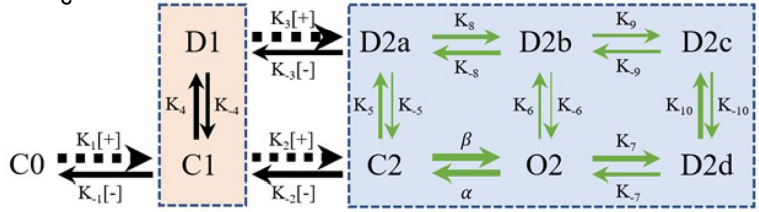 K₃[+] K₈ K₉
D1 D2a D2b D2c
K₋₃[-] K₋₈ K₋₉
K₄ K₋₄ K₅ K₋₅ K₆ K₋₆ K₁₀ K₋₁₀
K₁[+] K₂[+] β K₇
C0 C1 C2 O2 D2d
K₋₁[-] K₋₂[-] α K₋₇